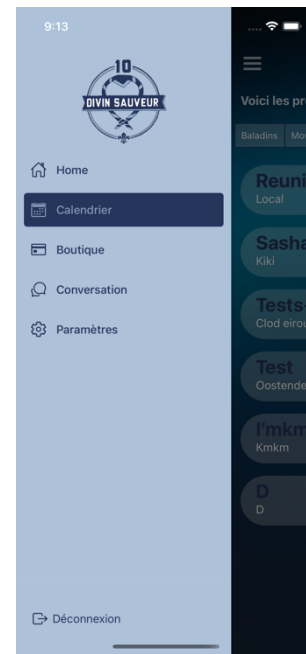 9:13
10
DIVIN SAUVEUR
Home
Calendrier
Boutique
Conversation
Paramètres
Déconnexion
Voici les
Baladins
Reuni
Local
Sasha
Kiki
Tests
Clod
Test
Oostende
I'mkm
Kmkm
D
D